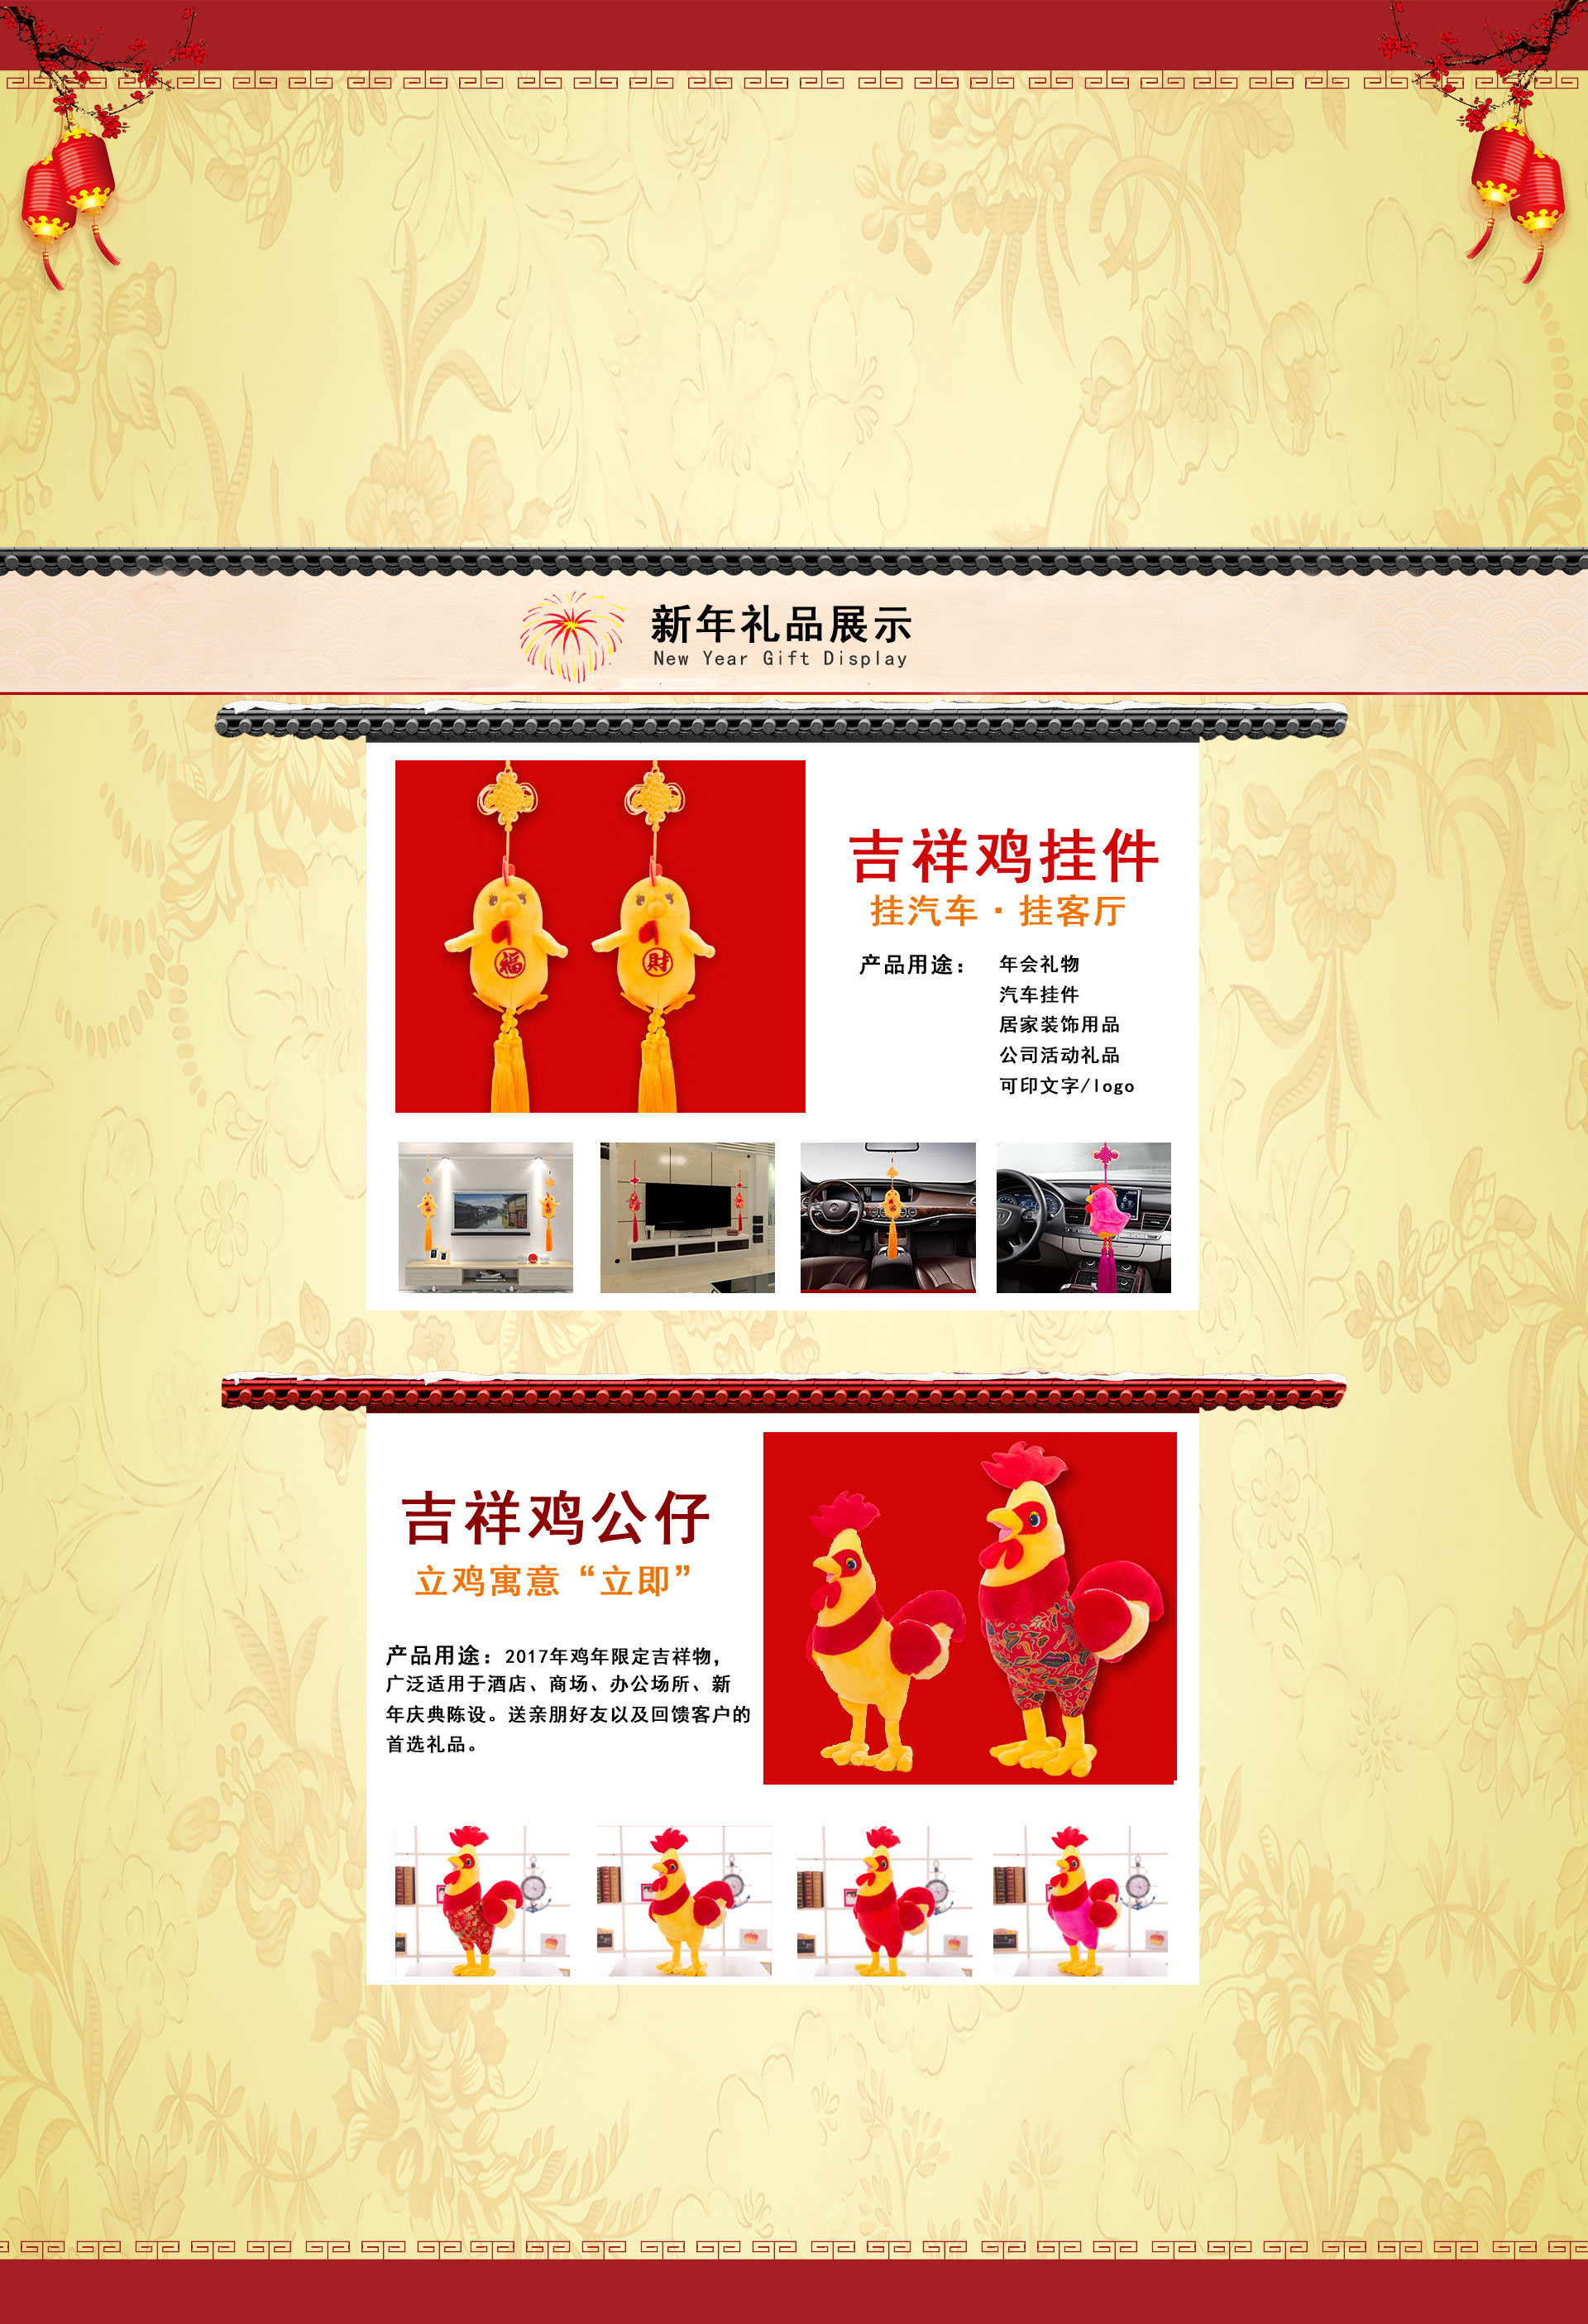 新年礼品展示
New Year Gift Display
吉祥鸡挂件
挂汽车·挂客厅
福
财
产品用途：
年会礼物
汽车挂件
居家装饰用品
公司活动礼品
可印文字/logo
吉祥鸡公仔
立鸡寓意“立即”
产品用途：2017年鸡年限定吉祥物，
广泛适用于酒店、商场、办公场所、新
年庆典陈设。送亲朋好友以及回馈客户的
首选礼品。